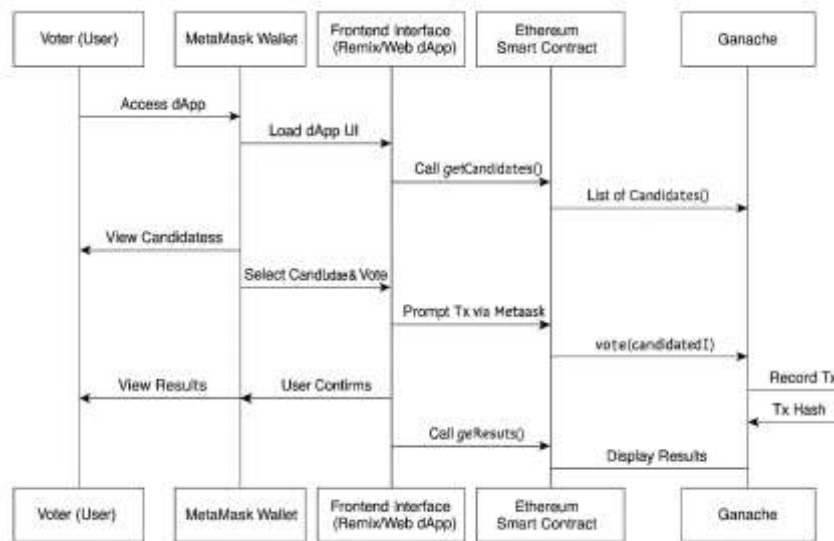 Voter (User)
MetaMask Wallet
Frontend Interface
(Remix/Web dApp)
Ethereum
Smart Contract
Ganache
Access dApp
Load dApp UI
Call getCandidates()
List of Candidates()
View Candidatess
Select Candudae& Vote
Prompt Tx via Metaask
vote(candidatedI)
Record Tx
View Results
User Confirms
Tx Hash
Call geResuts()
Display Results
Voter (User)
MetaMask Wallet
Frontend Interface
(Remix/Web dApp)
Ethereum
Smart Contract
Ganache